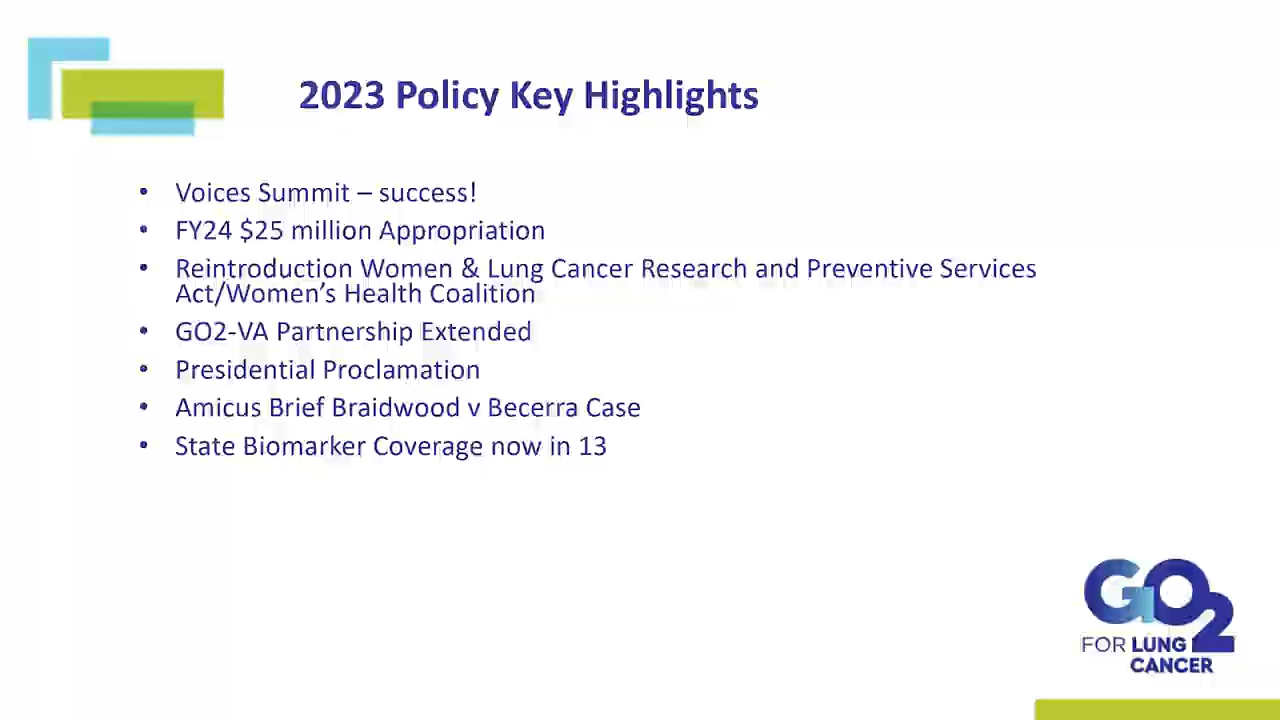 2023 Policy Key Highlights
• Voices Summit – success!
• FY24 $25 million Appropriation
• Reintroduction Women & Lung Cancer Research and Preventive Services
Act/Women’s Health Coalition
• GO2-VA Partnership Extended
• Presidential Proclamation
• Amicus Brief Braidwood v Becerra Case
• State Biomarker Coverage now in 13
GO2
FOR LUNG
CANCER